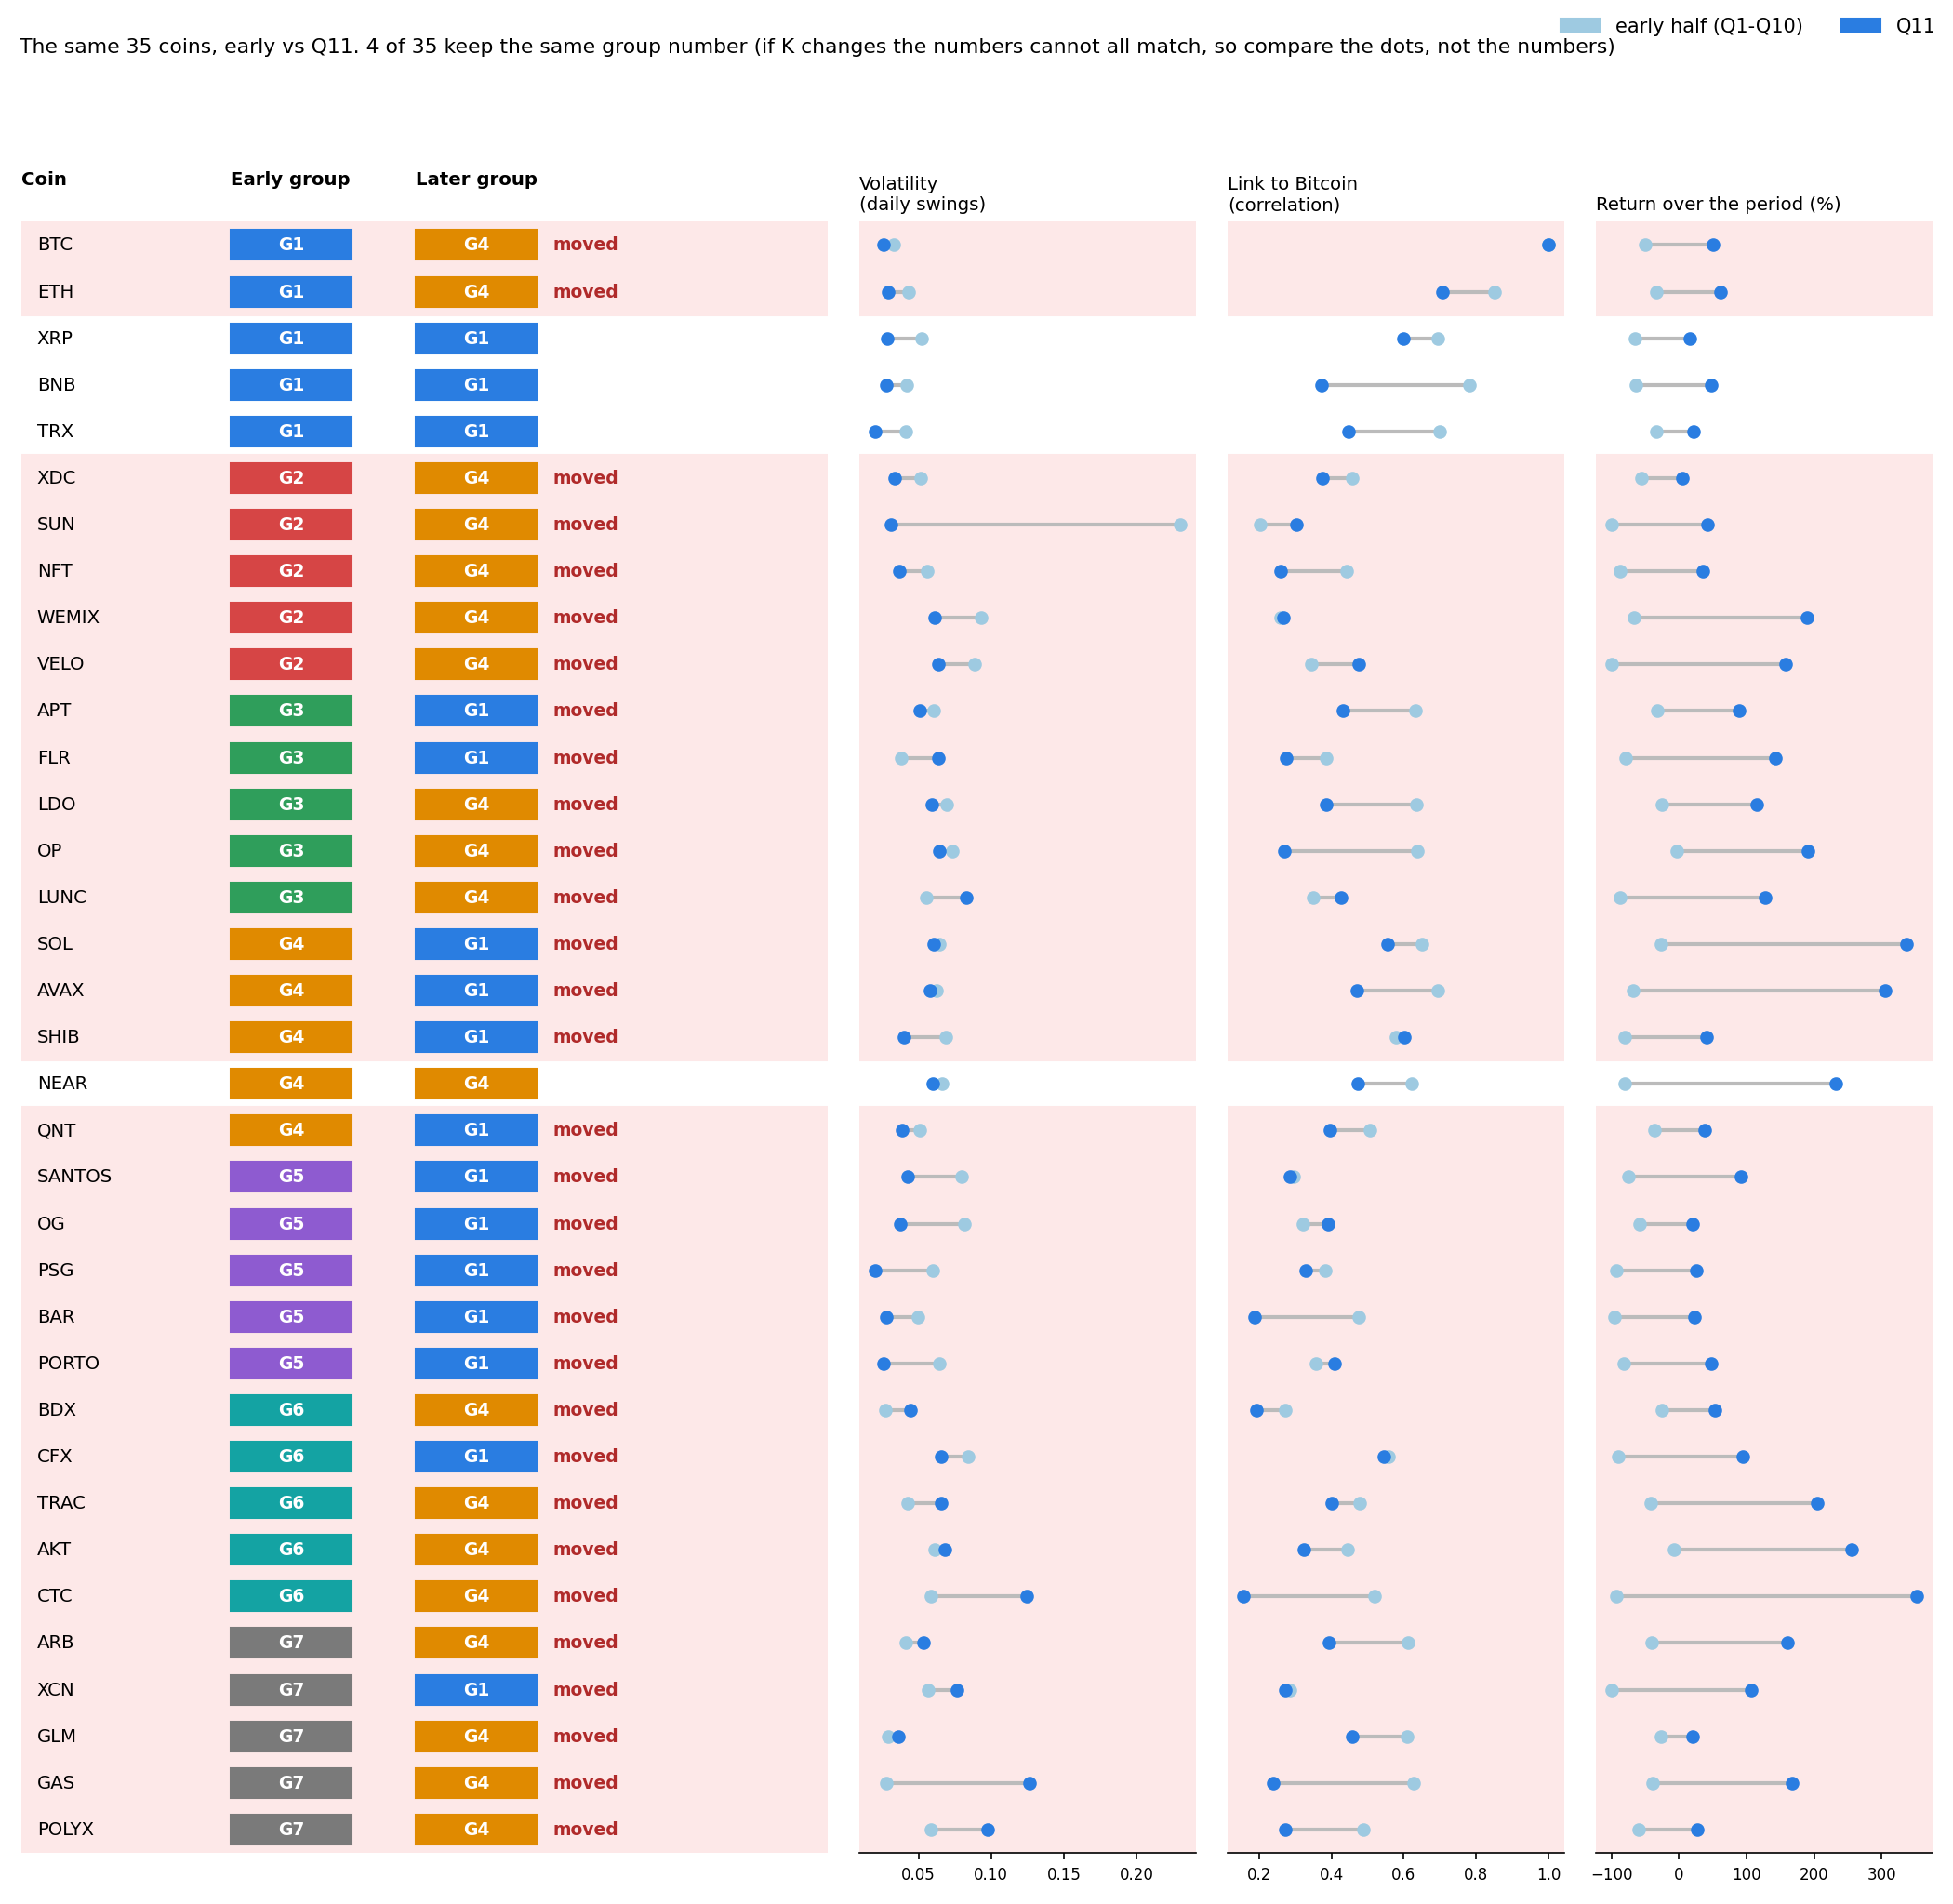 early half (Q1-Q10) Q11
The same 35 coins, early vs Q11. 4 of 35 keep the same group number (if K changes the numbers cannot all match, so compare the dots, not the numbers)
Coin Early group Later group
Volatility
(daily swings)
Link to Bitcoin
(correlation)
Return over the period (%)
BTC G1 G4 moved
ETH G1 G4 moved
XRP G1 G1
BNB G1 G1
TRX G1 G1
XDC G2 G4 moved
SUN G2 G4 moved
NFT G2 G4 moved
WEMIX G2 G4 moved
VELO G2 G4 moved
APT G3 G1 moved
FLR G3 G1 moved
LDO G3 G4 moved
OP G3 G4 moved
LUNC G3 G4 moved
SOL G4 G1 moved
AVAX G4 G1 moved
SHIB G4 G1 moved
NEAR G4 G4
QNT G4 G1 moved
SANTOS G5 G1 moved
OG G5 G1 moved
PSG G5 G1 moved
BAR G5 G1 moved
PORTO G5 G1 moved
BDX G6 G4 moved
CFX G6 G1 moved
TRAC G6 G4 moved
AKT G6 G4 moved
CTC G6 G4 moved
ARB G7 G4 moved
XCN G7 G1 moved
GLM G7 G4 moved
GAS G7 G4 moved
POLYX G7 G4 moved
0.05 0.10 0.15 0.20
0.2 0.4 0.6 0.8 1.0
−100 0 100 200 300